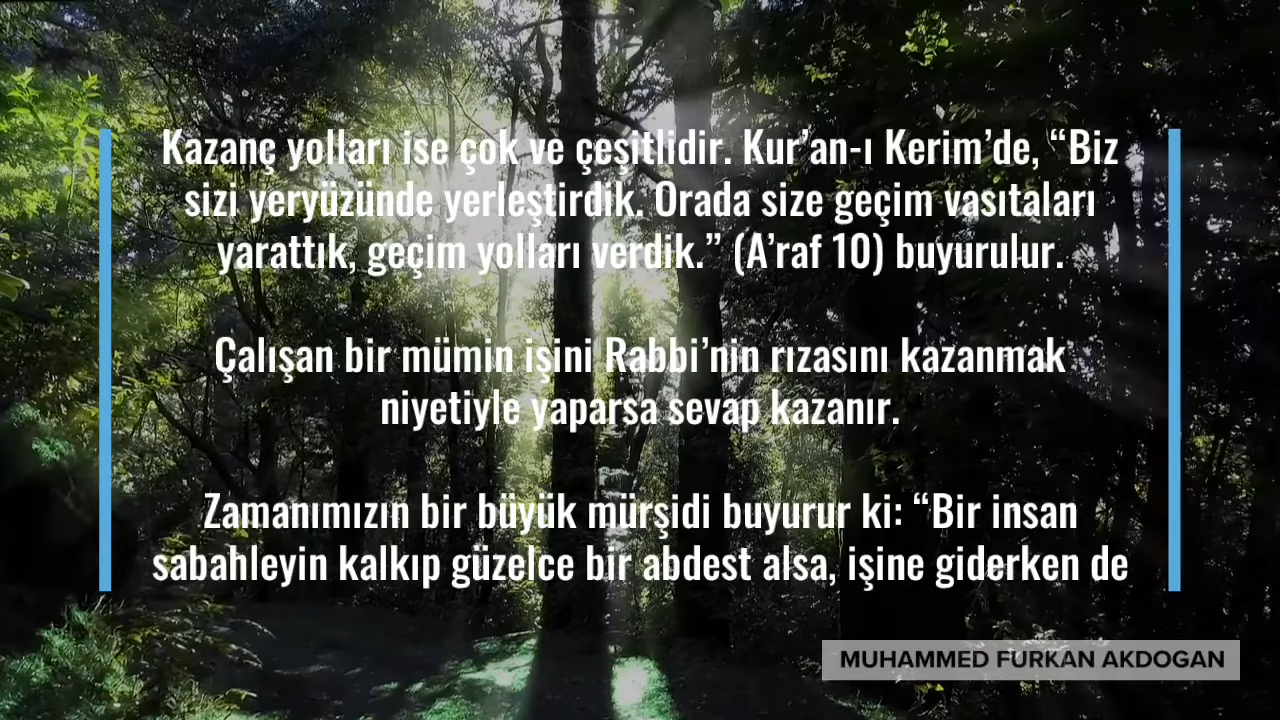 Kazanç yolları ise çok ve çeşitlidir. Kur’an-ı Kerim’de, “Biz
sizi yeryüzünde yerleştirdik. Orada size geçim vasıtaları
yarattık, geçim yolları verdik.” (A’raf 10) buyurulur.
Çalışan bir mümin işini Rabbi’nin rızasını kazanmak
niyetiyle yaparsa sevap kazanır.
Zamanımızın bir büyük mürşidi buyurur ki: “Bir insan
sabahleyin kalkıp güzelce bir abdest alsa, işine giderken de
MUHAMMED FURKAN AKDOGAN